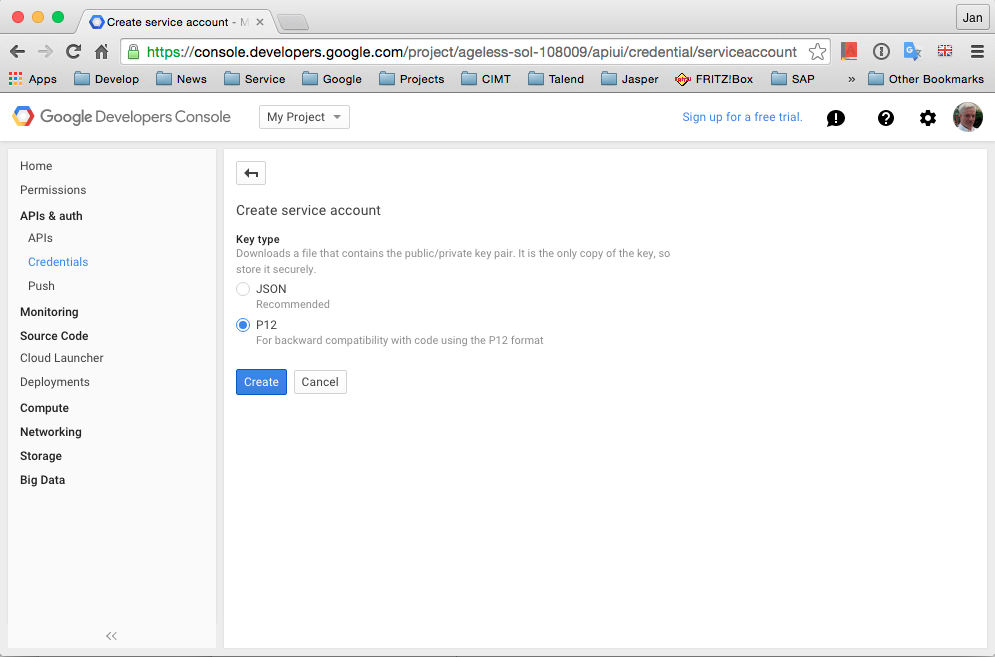 Create service account - M
Jan
https://console.developers.google.com/project/ageless-sol-108009/apiui/credential/serviceaccount
Apps Develop News Service Google Projects CIMT Talend Jasper FRITZ!Box SAP » Other Bookmarks
Google Developers Console My Project Sign up for a free trial.
Home
Permissions
APIs & auth
APIs
Credentials
Push
Monitoring
Source Code
Cloud Launcher
Deployments
Compute
Networking
Storage
Big Data
Create service account
Key type
Downloads a file that contains the public/private key pair. It is the only copy of the key, so
store it securely.
JSON
Recommended
P12
For backward compatibility with code using the P12 format
Create Cancel